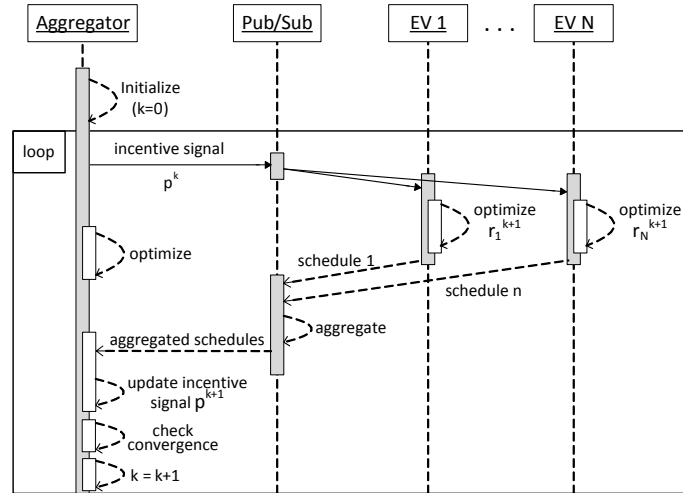 Aggregator
Pub/Sub
EV 1
. . .
EV N
Initialize
(k=0)
loop
incentive signal
p^k
optimize
r_1^{k+1}
optimize
r_N^{k+1}
optimize
schedule 1
schedule n
aggregate
aggregated schedules
update incentive
signal p^{k+1}
check
convergence
k = k+1